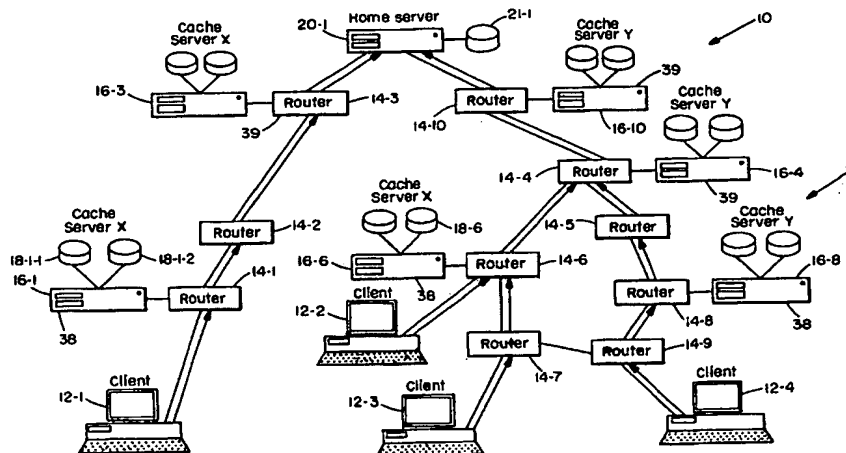 Home server
20-1
21-1
10
Cache
Server X
Cache
Server Y
39
16-3
Router
14-3
39
14-10
Router
16-10
Cache
Server Y
14-4
Router
16-4
39
Cache
Server X
18-6
Router
14-2
14-5
Router
Cache
Server Y
Cache
Server X
18-1-1
18-1-2
16-1
Router
14-1
38
16-6
Router
14-6
38
16-8
Router
14-8
38
Client
12-2
Router
14-7
Router
14-9
Client
12-1
Client
12-3
Client
12-4